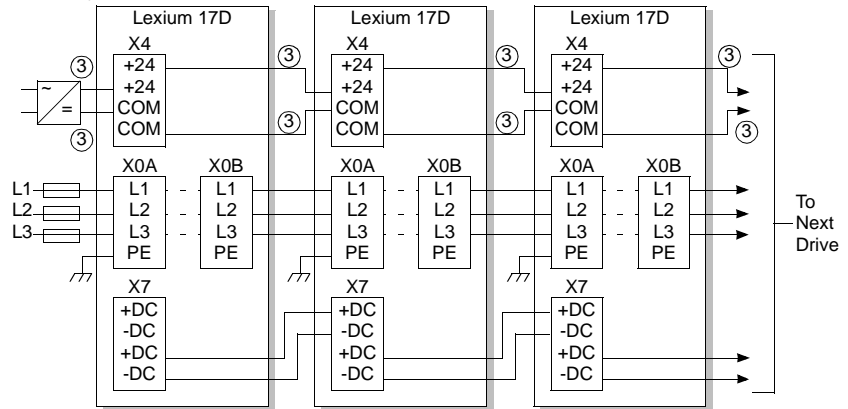 Lexium 17D
Lexium 17D
Lexium 17D
X4
X4
X4
③
+24
③
+24
③
+24
③
~
=
+24
+24
+24
COM
COM
COM
③
COM
③
COM
③
COM
③
X0A
X0B
X0A
X0B
X0A
X0B
L1
L1
L1
L1
L1
L1
L1
L2
L2
L2
L2
L2
L2
L2
L3
L3
L3
L3
L3
L3
L3
PE
PE
PE
PE
PE
PE
To
Next
Drive
X7
X7
X7
+DC
+DC
+DC
-DC
-DC
-DC
+DC
+DC
+DC
-DC
-DC
-DC